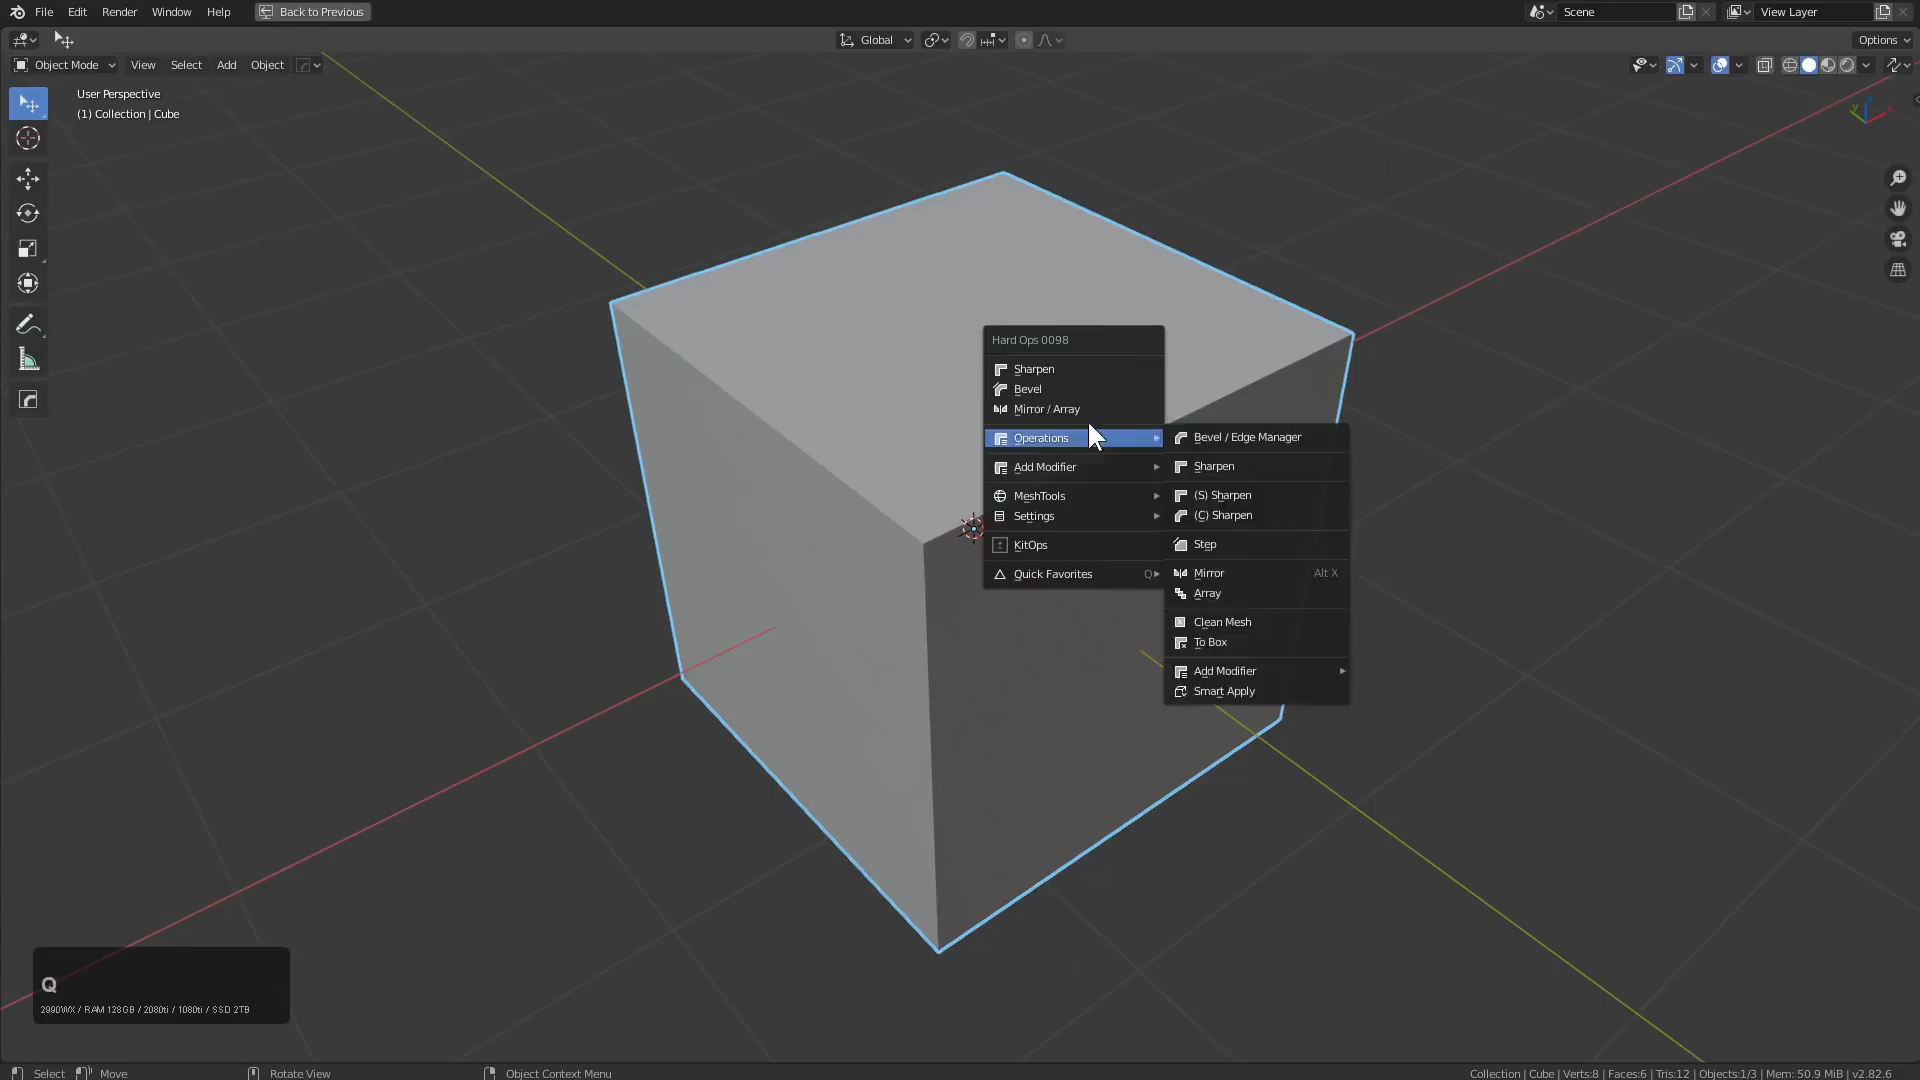 File Edit Render Window Help Back to Previous Scene View Layer
Global Options
Object Mode View Select Add Object
User Perspective
(1) Collection | Cube
Hard Ops 0098
Sharpen
Bevel
Mirror / Array
Operations
Add Modifier
MeshTools
Settings
KitOps
Quick Favorites Q
Bevel / Edge Manager
Sharpen
(S) Sharpen
(C) Sharpen
Step
Mirror Alt X
Array
Clean Mesh
To Box
Add Modifier
Smart Apply
Q
2990WX / RAM 128GB / 2080ti / 1080ti / SSD 2TB
Select Move Rotate View Object Context Menu Collection | Cube | Verts:8 | Faces:6 | Tris:12 | Objects:1/3 | Mem: 50.9 MiB | v2.82.6